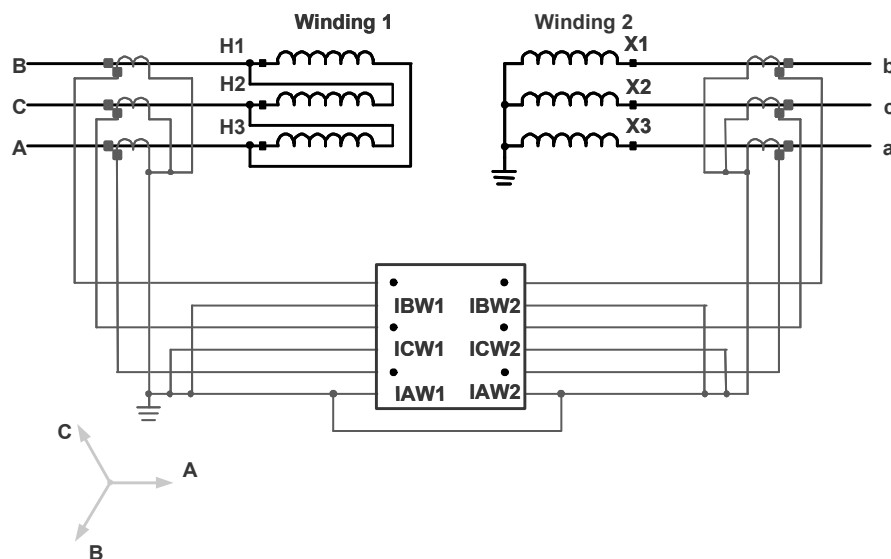 Winding 1 Winding 2
H1 X1
B b
H2 X2
C c
H3 X3
A a
IBW1 IBW2
ICW1 ICW2
IAW1 IAW2
C
A
B